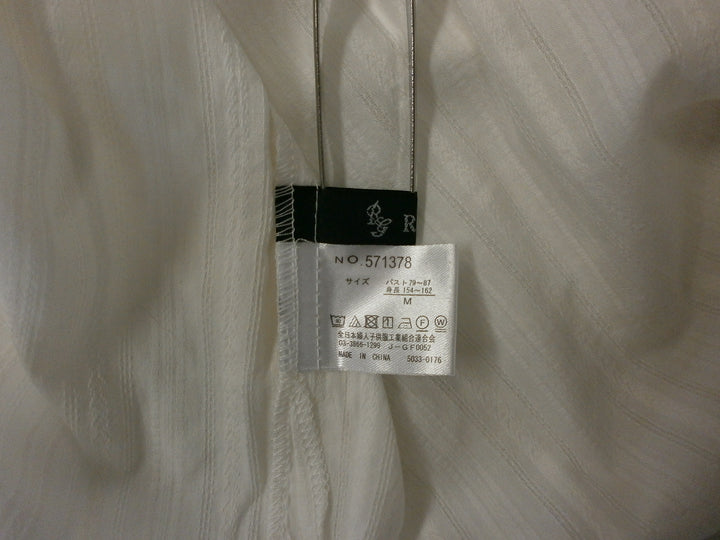 RG R
NO.571378
サイズ バスト79～87
身長154～162
M
F W
全日本婦人子供服工業組合連合会
03-3866-1299 J-GF0052
MADE IN CHINA 5033-0176